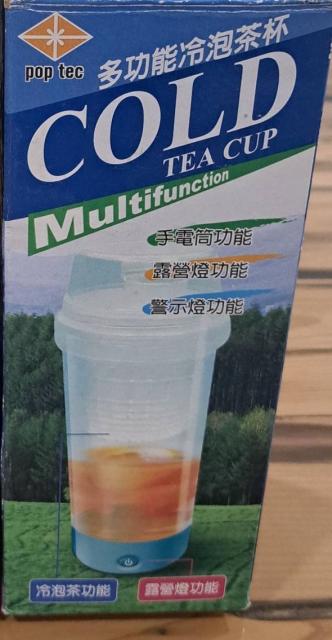 pop tec
多功能冷泡茶杯
COLD
TEA CUP
Multifunction
手電筒功能
露營燈功能
警示燈功能
冷泡茶功能
露營燈功能